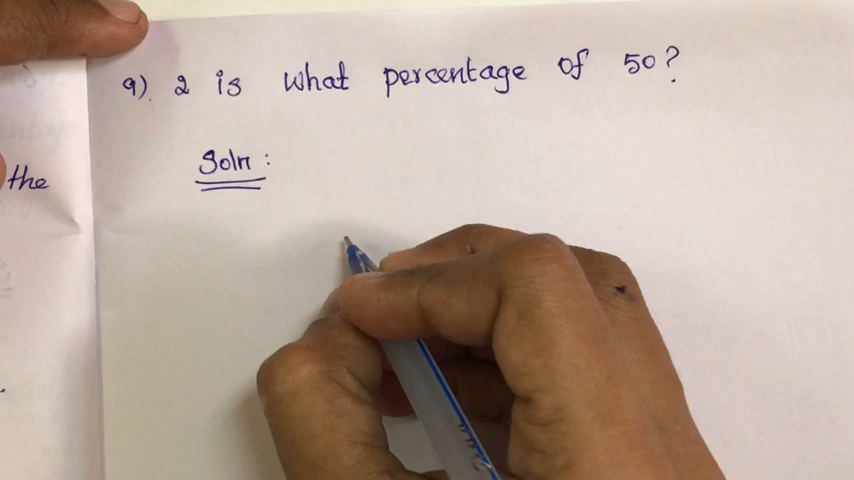 9) 2 is what percentage of 50?
Soln:
the